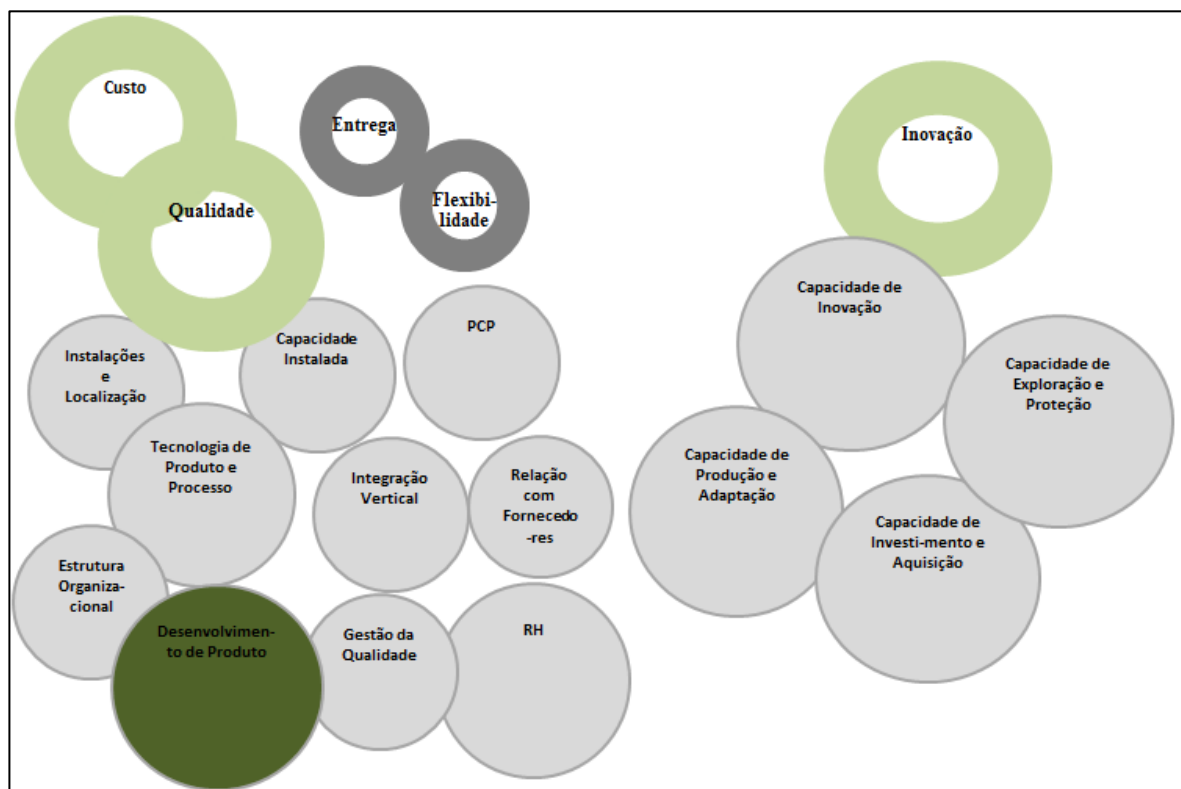 Custo
Qualidade
Entrega
Flexibi-
lidade
Inovação
Instalações
e
Localização
Capacidade
Instalada
PCP
Tecnologia de
Produto e
Processo
Integração
Vertical
Relação
com
Fornecedo
-res
Estrutura
Organiza-
cional
Desenvolvimen-
to de Produto
Gestão da
Qualidade
RH
Capacidade de
Inovação
Capacidade de
Exploração e
Proteção
Capacidade de
Produção e
Adaptação
Capacidade de
Investi-mento e
Aquisição